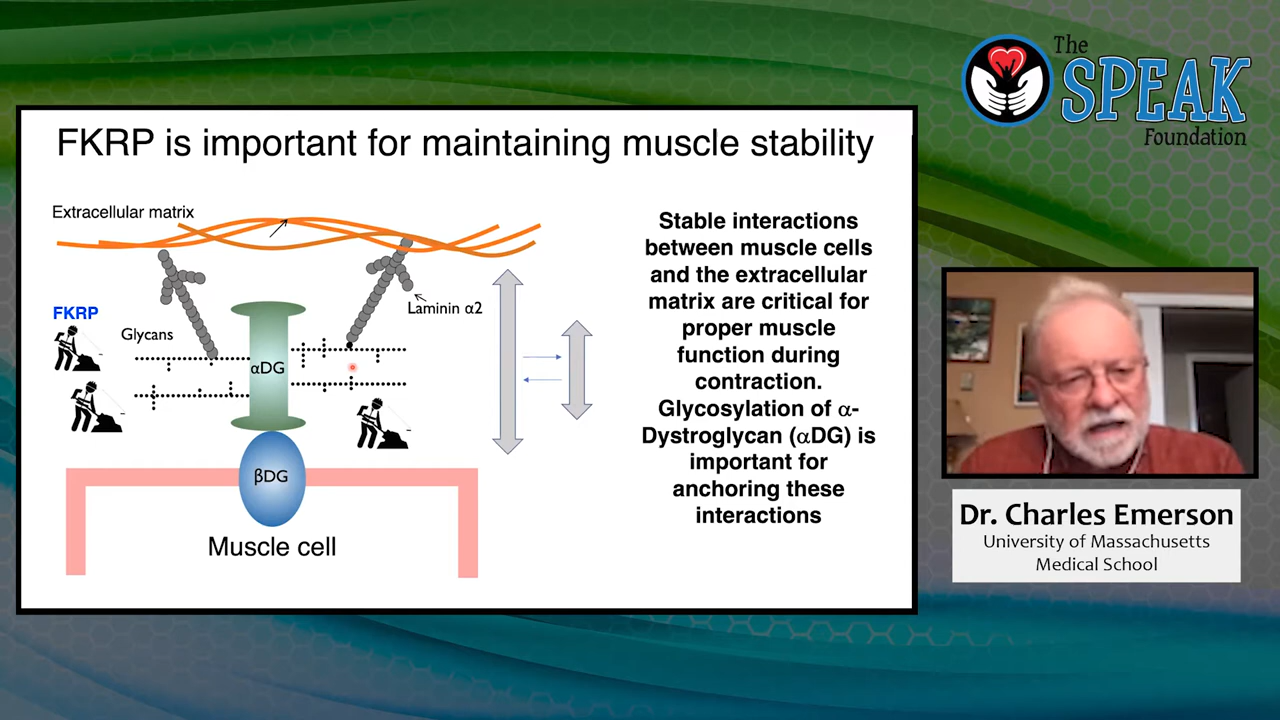 The
SPEAK
Foundation
FKRP is important for maintaining muscle stability
Extracellular matrix
Laminin α2
FKRP
Glycans
αDG
βDG
Muscle cell
Stable interactions
between muscle cells
and the extracellular
matrix are critical for
proper muscle
function during
contraction.
Glycosylation of α-
Dystroglycan (αDG) is
important for
anchoring these
interactions
Dr. Charles Emerson
University of Massachusetts
Medical School